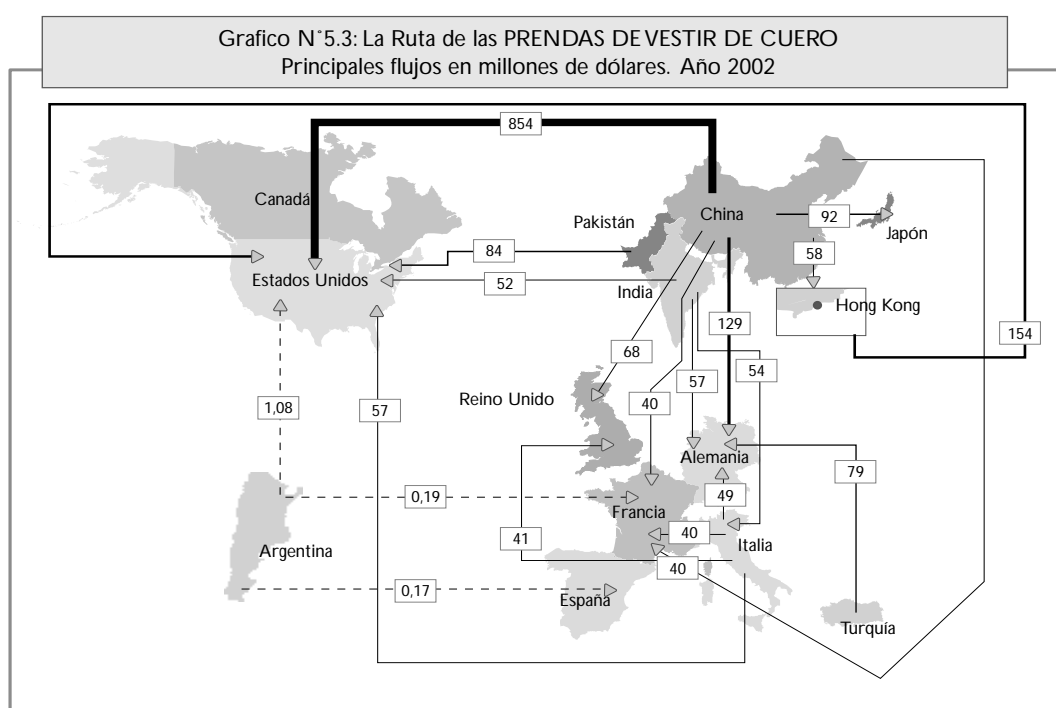 Grafico N°5.3: La Ruta de las PRENDAS DE VESTIR DE CUERO
Principales flujos en millones de dólares. Año 2002
854
Canadá
Pakistán
China
92
Japón
84
58
Estados Unidos
52
India
Hong Kong
129
154
68
54
57
Reino Unido
40
1,08
57
Alemania
79
0,19
49
Francia
41
40
Italia
Argentina
40
0,17
España
Turquía